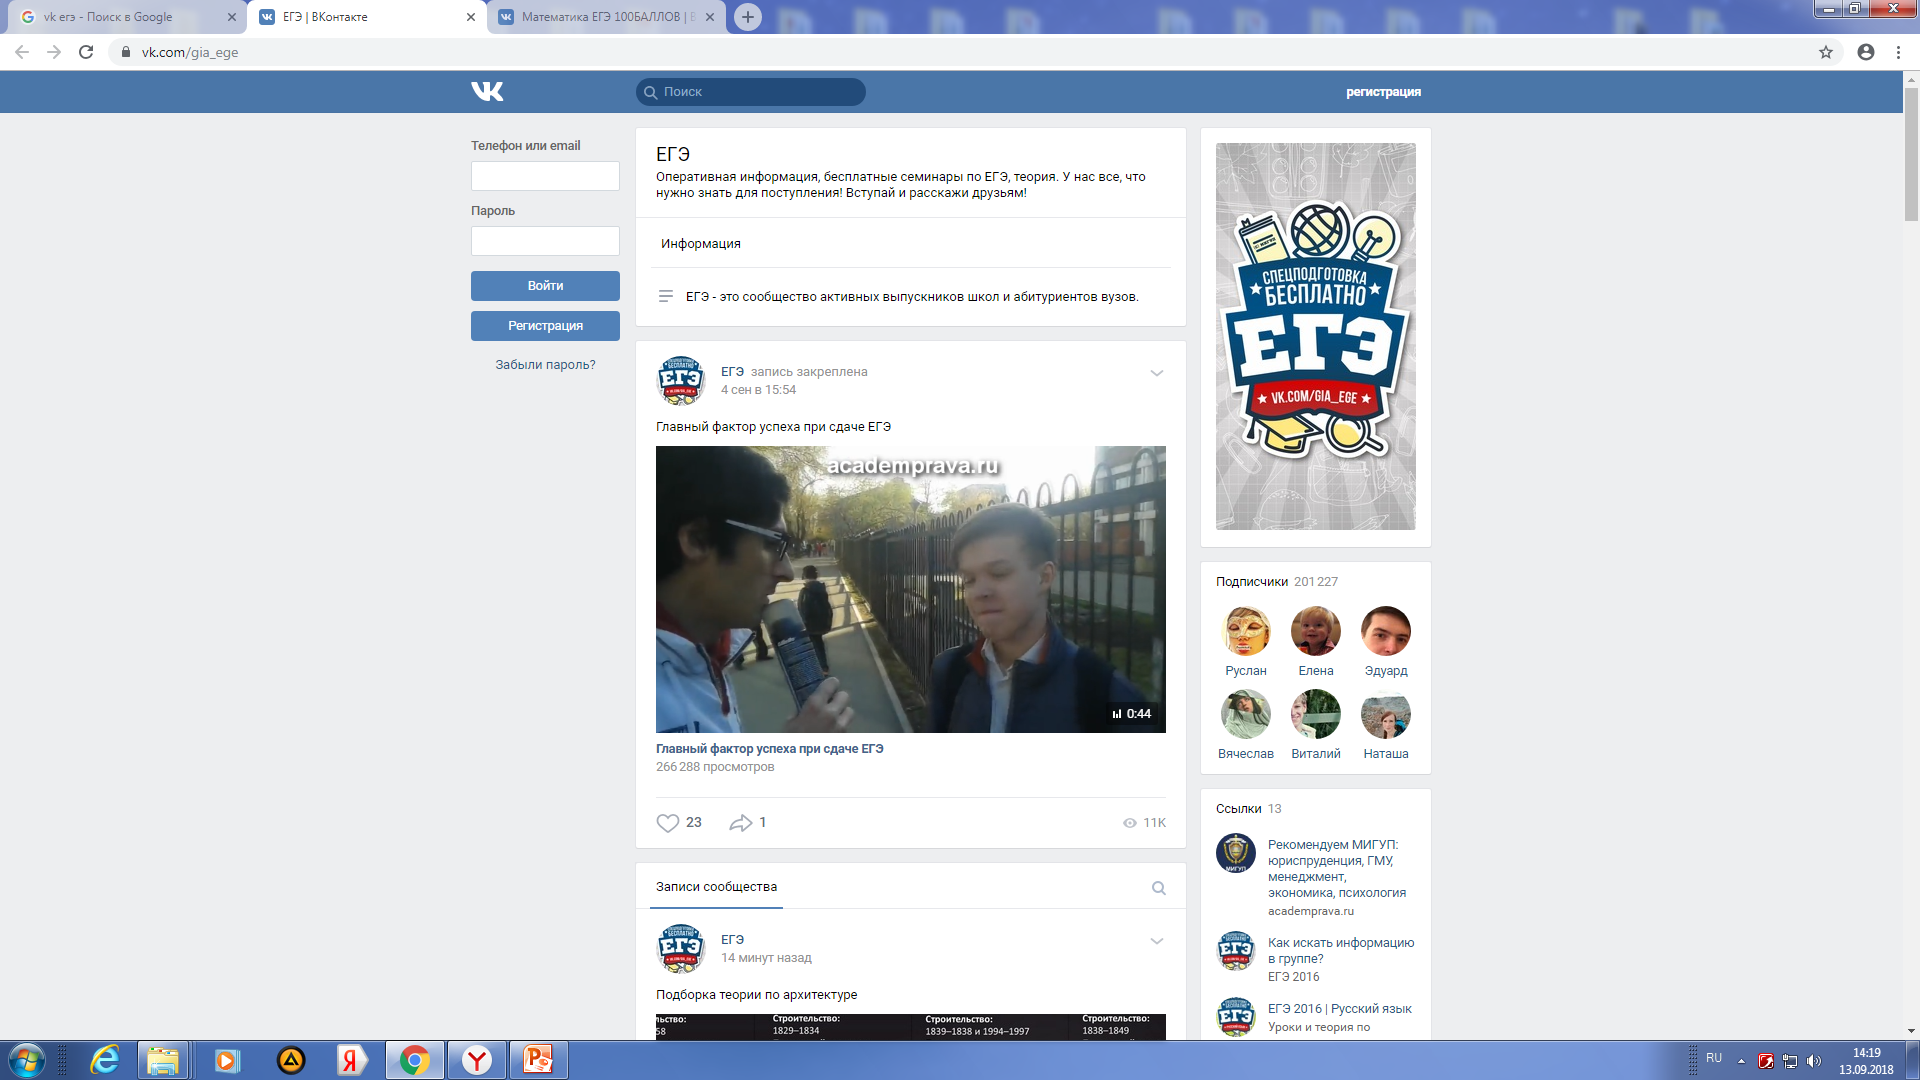 vk егэ - Поиск в Google
ЕГЭ | ВКонтакте
Математика ЕГЭ 100БАЛЛОВ |
vk.com/gia_ege
Поиск
регистрация
Телефон или email
Пароль
Войти
Регистрация
Забыли пароль?
ЕГЭ
Оперативная информация, бесплатные семинары по ЕГЭ, теория. У нас все, что
нужно знать для поступления! Вступай и расскажи друзьям!
Информация
ЕГЭ - это сообщество активных выпускников школ и абитуриентов вузов.
ЕГЭ запись закреплена
4 сен в 15:54
Главный фактор успеха при сдаче ЕГЭ
academprava.ru
0:44
Главный фактор успеха при сдаче ЕГЭ
266 288 просмотров
23
1
11K
Записи сообщества
ЕГЭ
14 минут назад
Подборка теории по архитектуре
Строительство:
Строительство:
Строительство:
58
1829–1834
1839–1838 и 1994–1997
1838–1849
СПЕЦПОДГОТОВКА
БЕСПЛАТНО
ЕГЭ
VK.COM/GIA_EGE
Подписчики 201 227
Руслан
Елена
Эдуард
Вячеслав
Виталий
Наташа
Ссылки 13
МИГУП
Рекомендуем МИГУП:
юриспруденция, ГМУ,
менеджмент,
экономика, психология
academprava.ru
Как искать информацию
в группе?
ЕГЭ 2016
ЕГЭ 2016 | Русский язык
Уроки и теория по
RU
14:19
13.09.2018